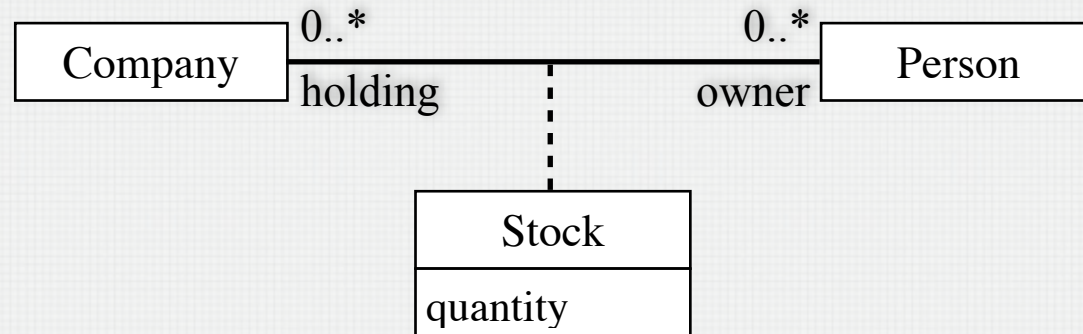 0..* 0..*
Company Person
holding owner
Stock
quantity